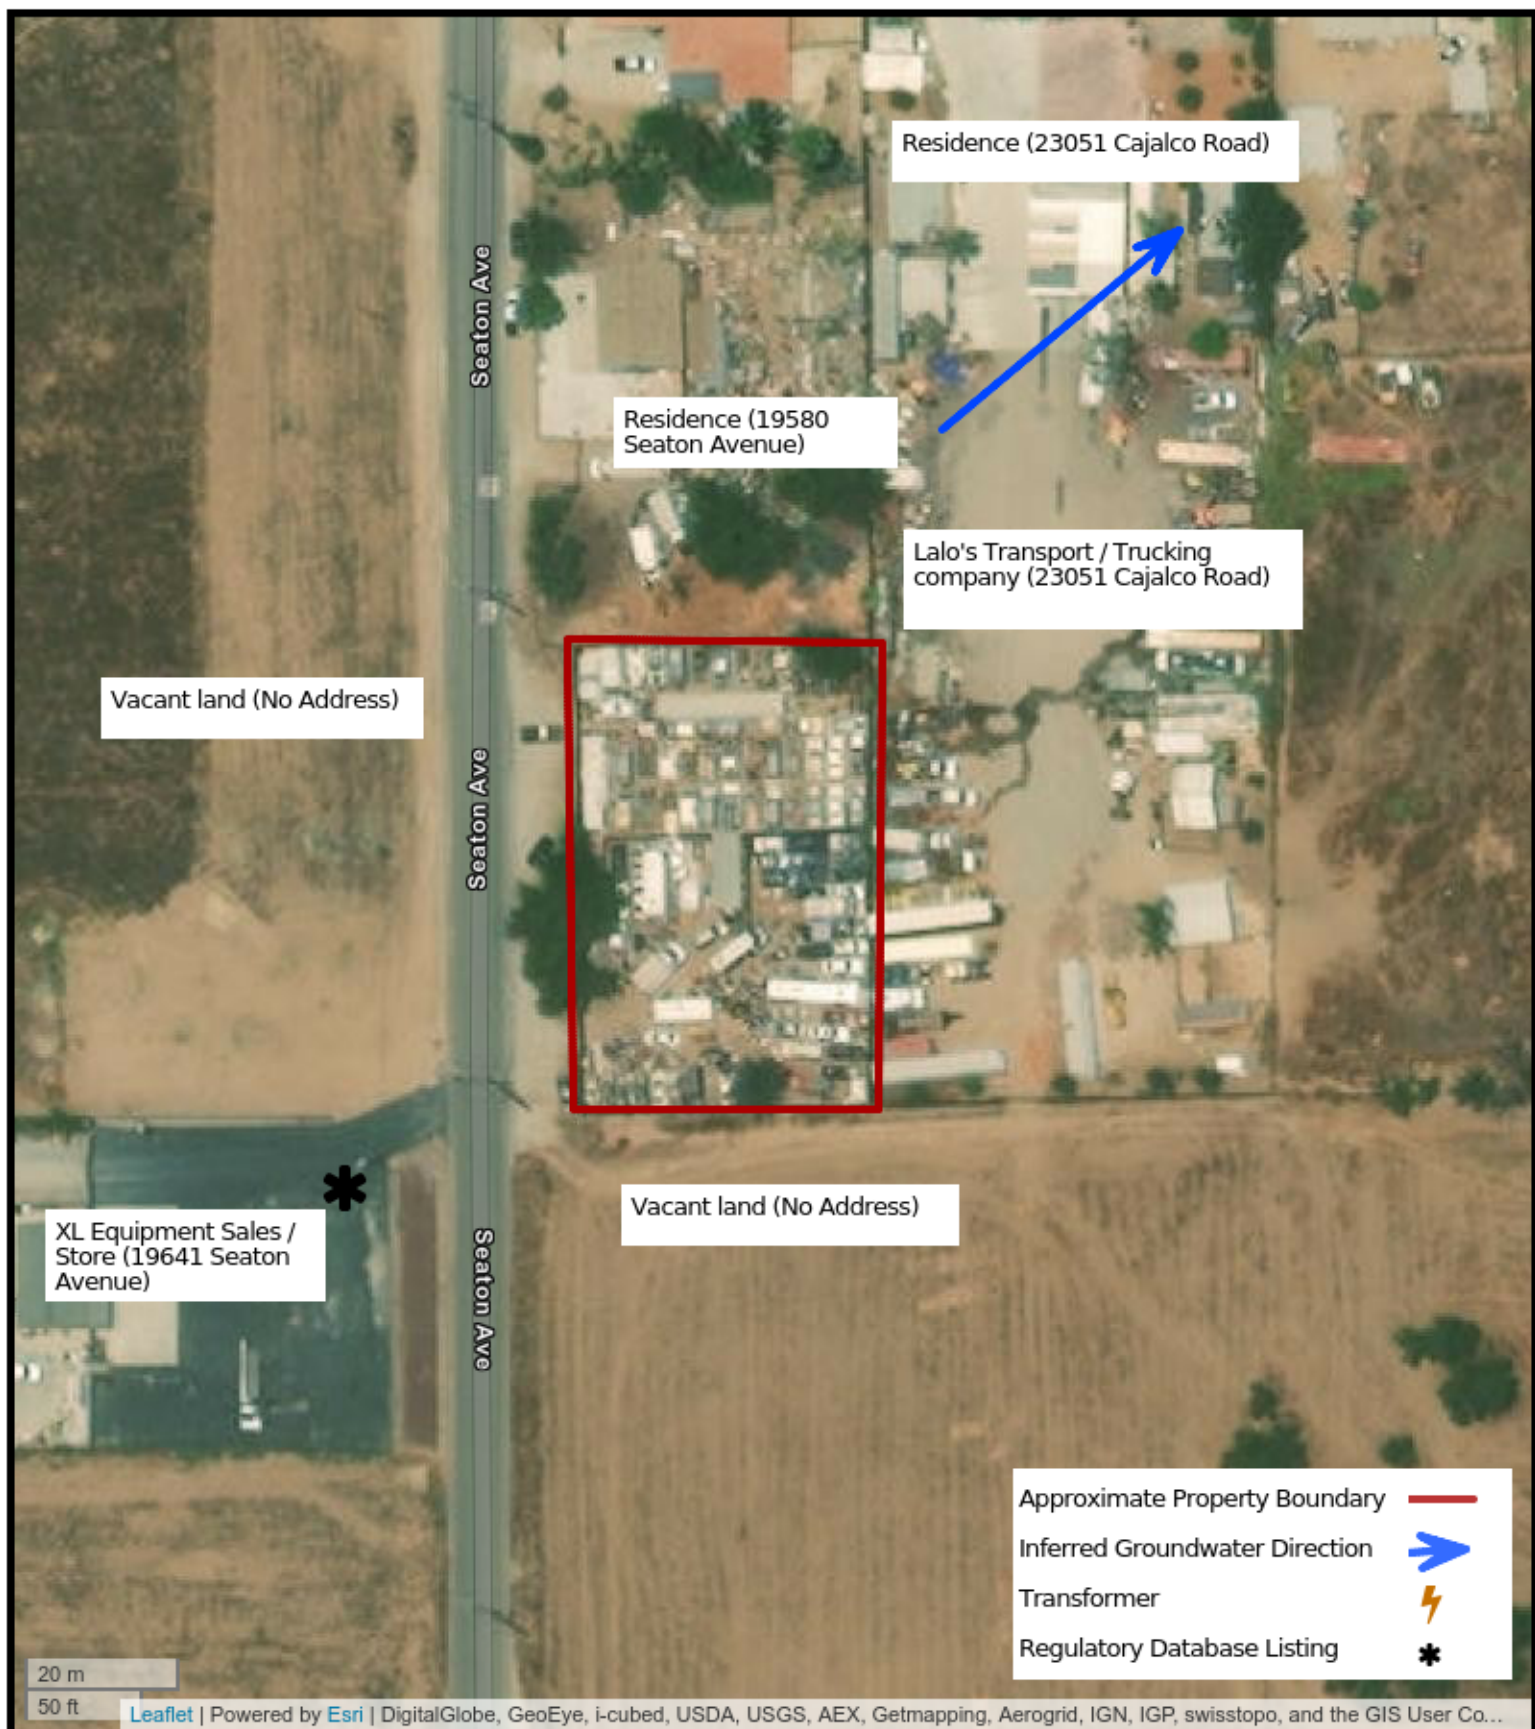 Residence (23051 Cajalco Road)
Seaton Ave
Residence (19580
Seaton Avenue)
Lalo's Transport / Trucking
company (23051 Cajalco Road)
Vacant land (No Address)
Seaton Ave
Vacant land (No Address)
XL Equipment Sales /
Store (19641 Seaton
Avenue)
Seaton Ave
Approximate Property Boundary
Inferred Groundwater Direction
Transformer
Regulatory Database Listing
20 m
50 ft
Leaflet | Powered by Esri | DigitalGlobe, GeoEye, i-cubed, USDA, USGS, AEX, Getmapping, Aerogrid, IGN, IGP, swisstopo, and the GIS User Co...